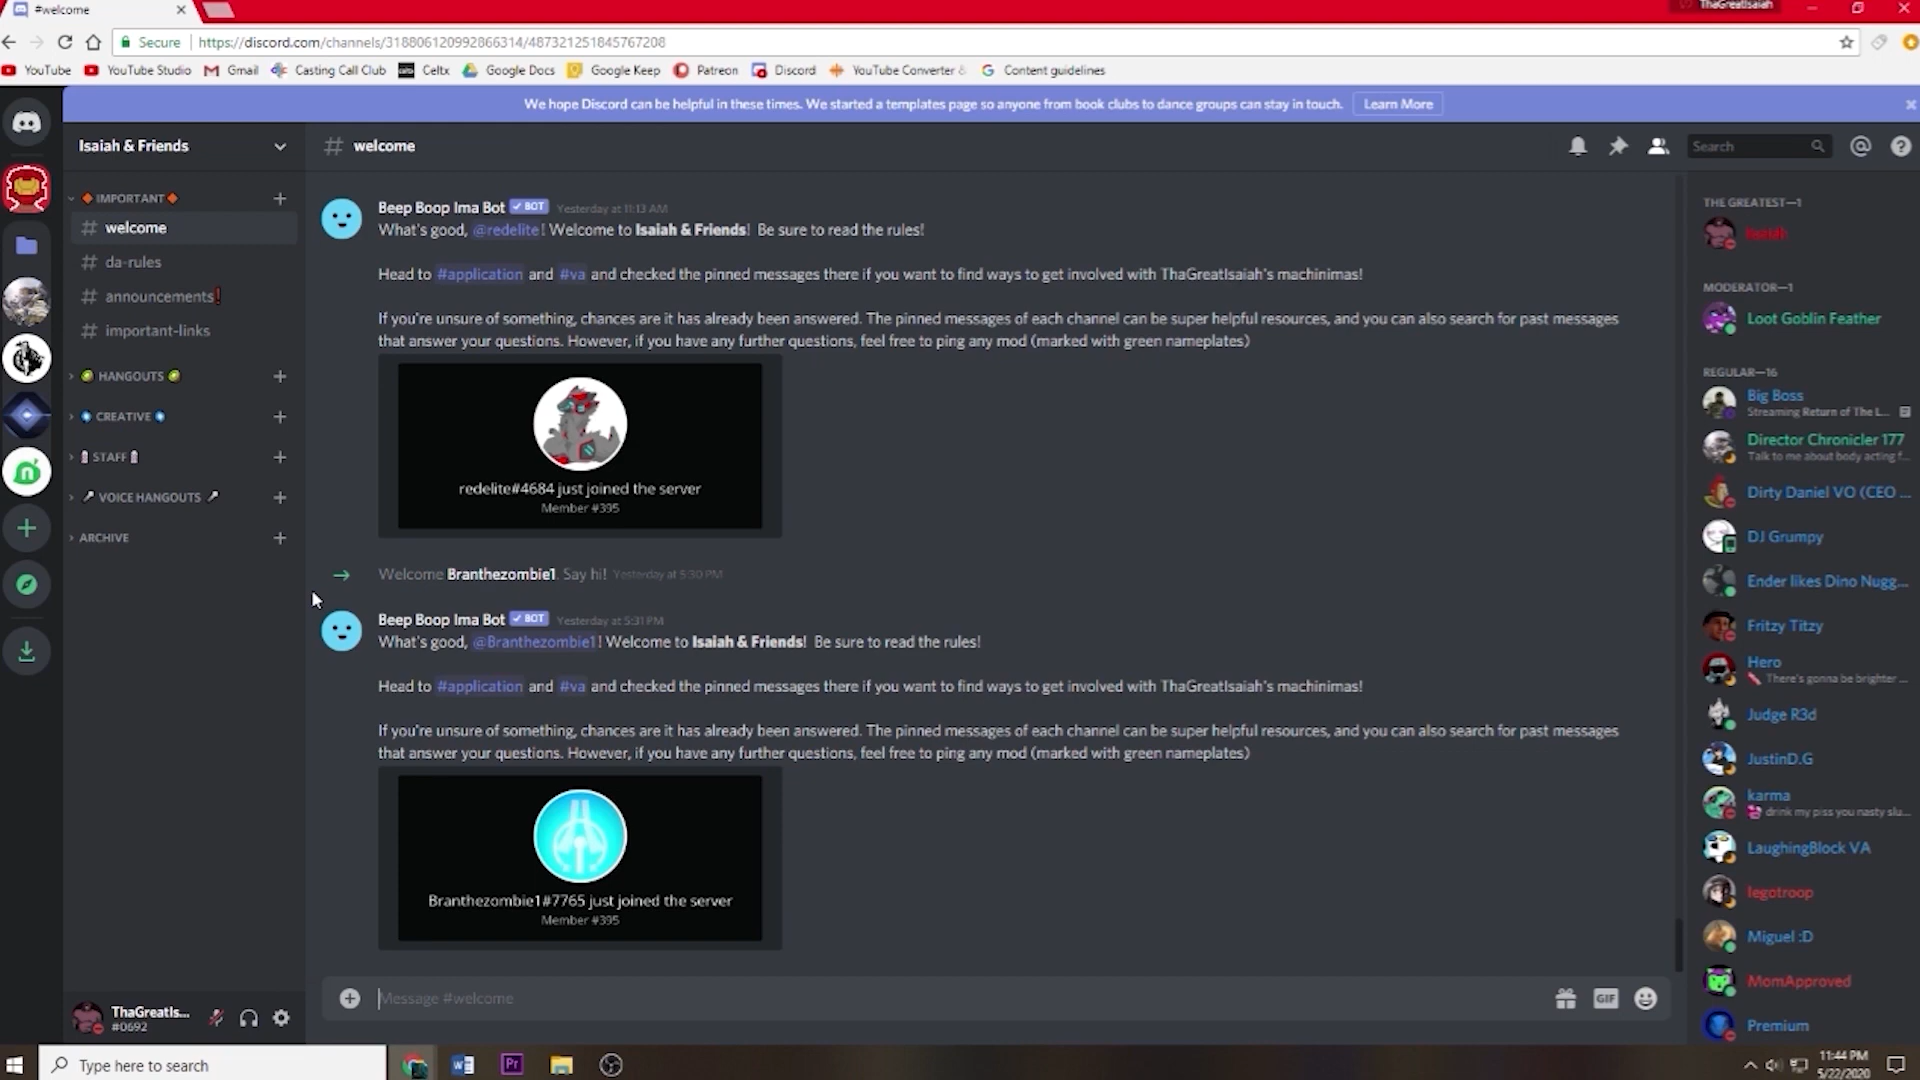 #welcome
ThaGreatIsaiah
Secure
https://discord.com/channels/318806120992866314/487321251845767208
YouTube
YouTube Studio
Gmail
Casting Call Club
Celtx
Google Docs
Google Keep
Patreon
Discord
YouTube Converter &
Content guidelines
We hope Discord can be helpful in these times. We started a templates page so anyone from book clubs to dance groups can stay in touch.
Learn More
Isaiah & Friends
# welcome
Search
IMPORTANT
# welcome
# da-rules
# announcements❗
# important-links
HANGOUTS
CREATIVE
STAFF
VOICE HANGOUTS
ARCHIVE
Beep Boop Ima Bot BOT Yesterday at 11:13 AM
What's good, @redelite! Welcome to Isaiah & Friends! Be sure to read the rules!
Head to #application and #va and checked the pinned messages there if you want to find ways to get involved with ThaGreatIsaiah's machinimas!
If you're unsure of something, chances are it has already been answered. The pinned messages of each channel can be super helpful resources, and you can also search for past messages
that answer your questions. However, if you have any further questions, feel free to ping any mod (marked with green nameplates)
redelite#4684 just joined the server
Member #395
Welcome Branthezombie1. Say hi! Yesterday at 5:30 PM
Beep Boop Ima Bot BOT Yesterday at 5:31 PM
What's good, @Branthezombie1! Welcome to Isaiah & Friends! Be sure to read the rules!
Head to #application and #va and checked the pinned messages there if you want to find ways to get involved with ThaGreatIsaiah's machinimas!
If you're unsure of something, chances are it has already been answered. The pinned messages of each channel can be super helpful resources, and you can also search for past messages
that answer your questions. However, if you have any further questions, feel free to ping any mod (marked with green nameplates)
Branthezombie1#7765 just joined the server
Member #395
Message #welcome
GIF
THE GREATEST—1
Isaiah
MODERATOR—1
Loot Goblin Feather
REGULAR—16
Big Boss
Streaming Return of The L...
Director Chronicler 177
Talk to me about body acting f...
Dirty Daniel VO (CEO ...
DJ Grumpy
Ender likes Dino Nugg...
Fritzy Titzy
Hero
There's gonna be brighter ...
Judge R3d
JustinD.G
karma
drink my piss you nasty slu...
LaughingBlock VA
legotroop
Miguel :D
MomApproved
Premium
ThaGreatIs...
#0692
Type here to search
W
Pr
11:44 PM
5/22/2020